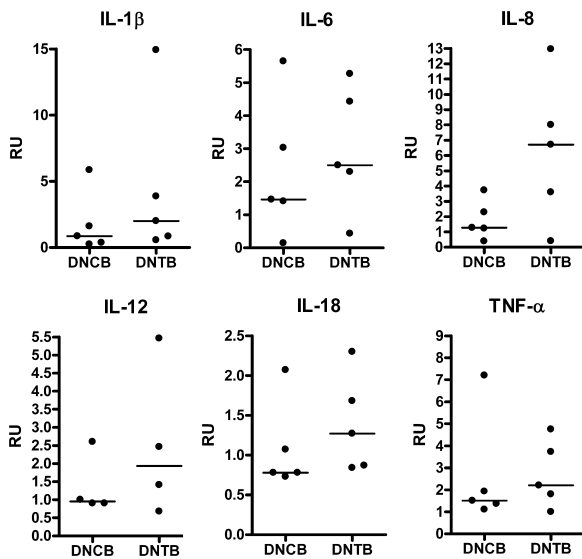 IL-1β
RU
15
10
5
0
DNCB DNTB
IL-6
RU
6
5
4
3
2
1
0
DNCB DNTB
IL-8
RU
13
12
11
10
9
8
7
6
5
4
3
2
1
0
DNCB DNTB
IL-12
RU
5.5
5.0
4.5
4.0
3.5
3.0
2.5
2.0
1.5
1.0
0.5
0.0
DNCB DNTB
IL-18
RU
2.5
2.0
1.5
1.0
0.5
0.0
DNCB DNTB
TNF-α
RU
9
8
7
6
5
4
3
2
1
0
DNCB DNTB